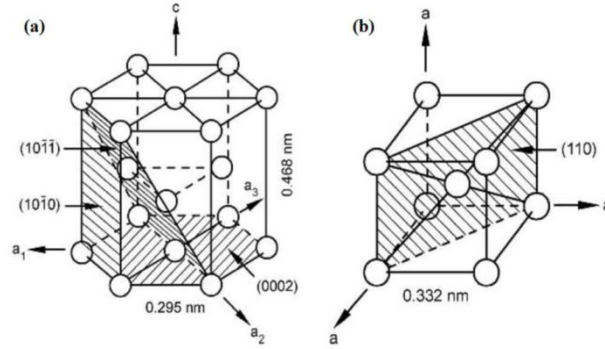 (a)
c
(101̄1̄)
(101̄0)
a₃
0.468 nm
a₁
(0002)
0.295 nm
a₂
(b)
a
(110)
a
0.332 nm
a